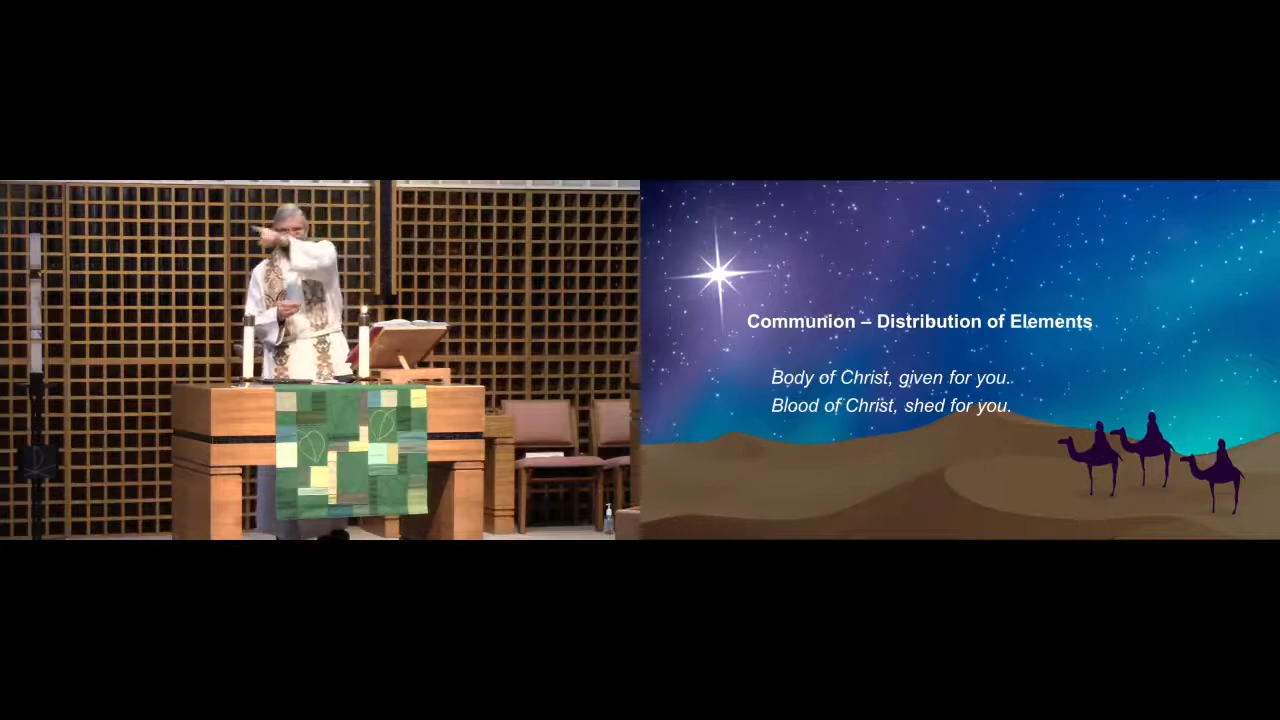 Communion – Distribution of Elements
Body of Christ, given for you.
Blood of Christ, shed for you.